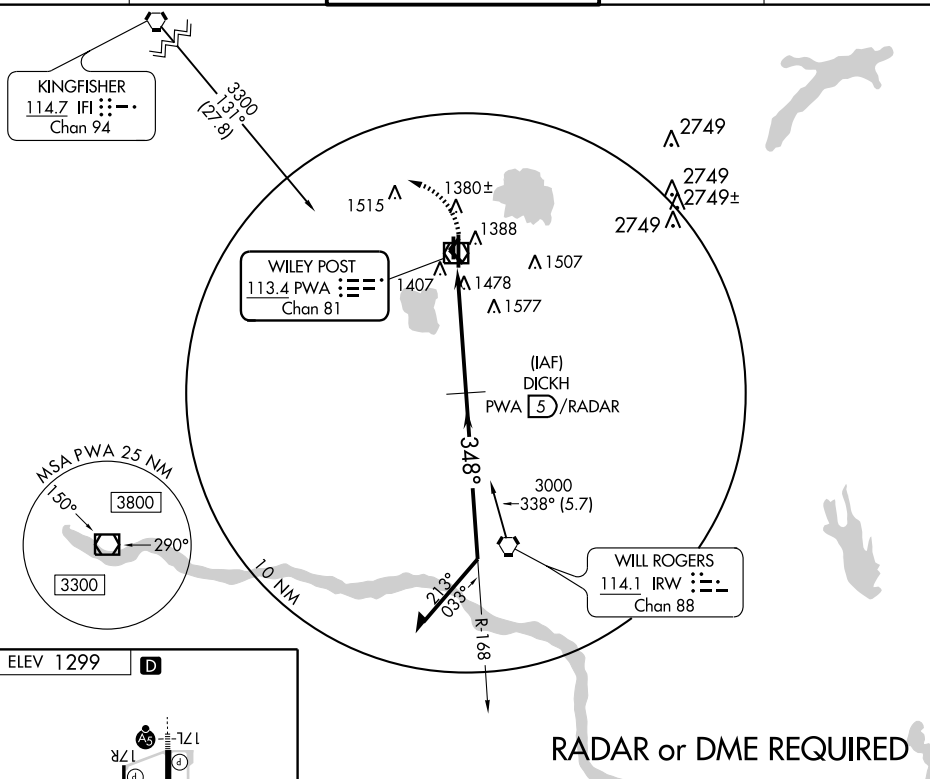 KINGFISHER
114.7 IFI
Chan 94
3300
131°
(27.8)
2749
2749
2749±
2749
1515
1380±
1388
WILEY POST
113.4 PWA
Chan 81
1407
1478
1507
1577
(IAF)
DICKH
PWA 5 /RADAR
348°
3000
338° (5.7)
MSA PWA 25 NM
150°
3800
290°
3300
10 NM
213°
033°
R-168
WILL ROGERS
114.1 IRW
Chan 88
ELEV 1299 D
A5
17L
17R
P
P
RADAR or DME REQUIRED